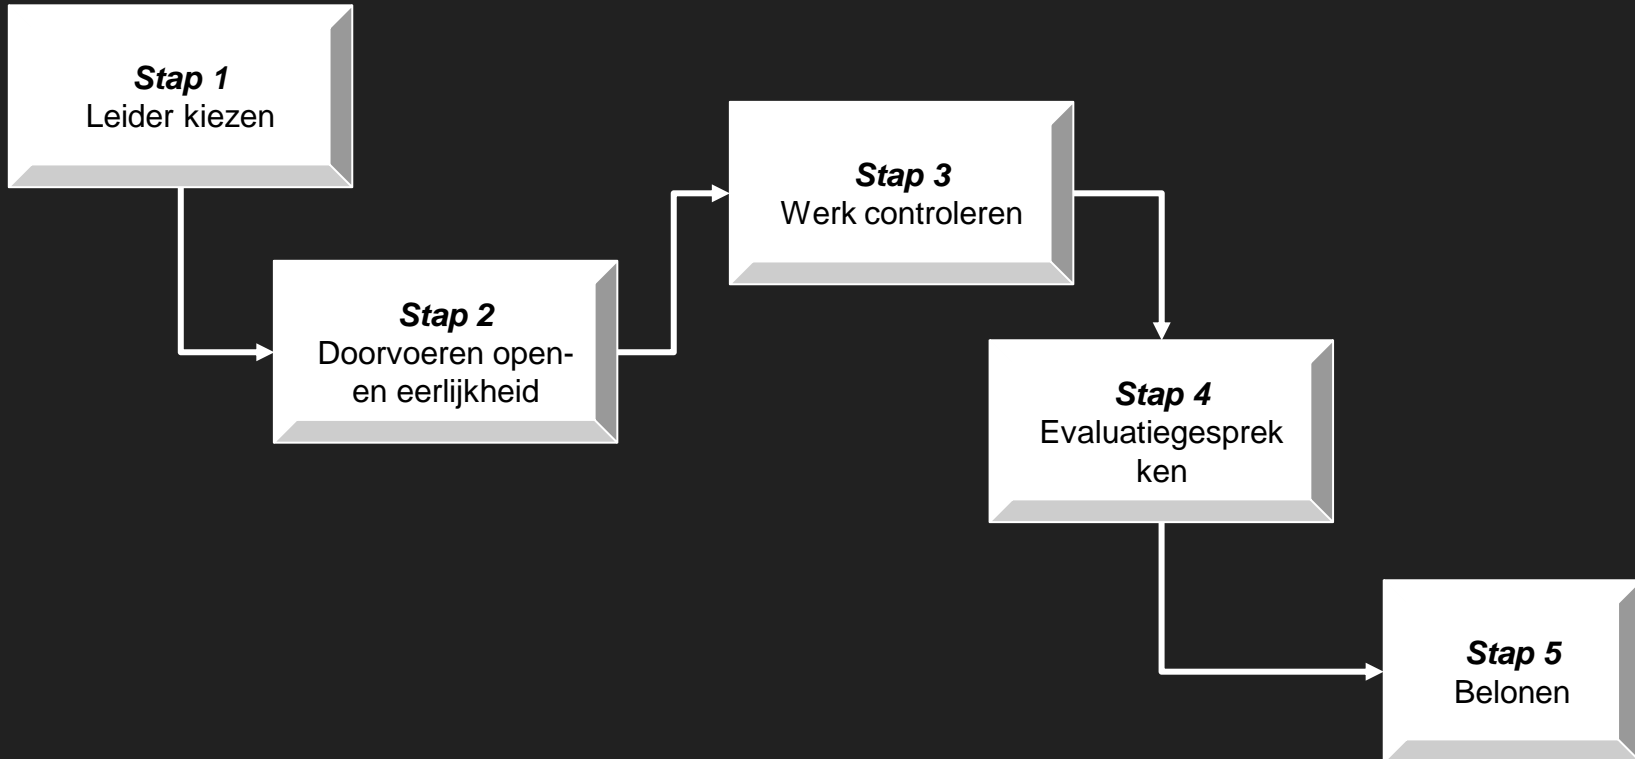 Stap 1
Leider kiezen
Stap 2
Doorvoeren open-
en eerlijkheid
Stap 3
Werk controleren
Stap 4
Evaluatiegesprek
ken
Stap 5
Belonen